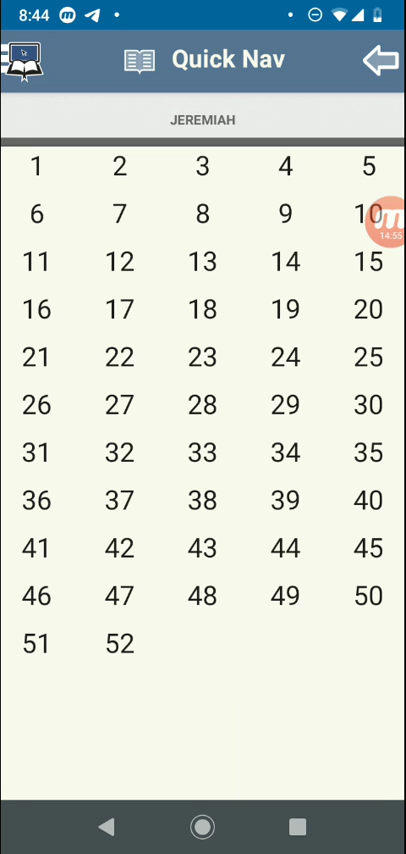 8:44
Quick Nav
JEREMIAH
1 2 3 4 5
6 7 8 9 10
14:55
11 12 13 14 15
16 17 18 19 20
21 22 23 24 25
26 27 28 29 30
31 32 33 34 35
36 37 38 39 40
41 42 43 44 45
46 47 48 49 50
51 52